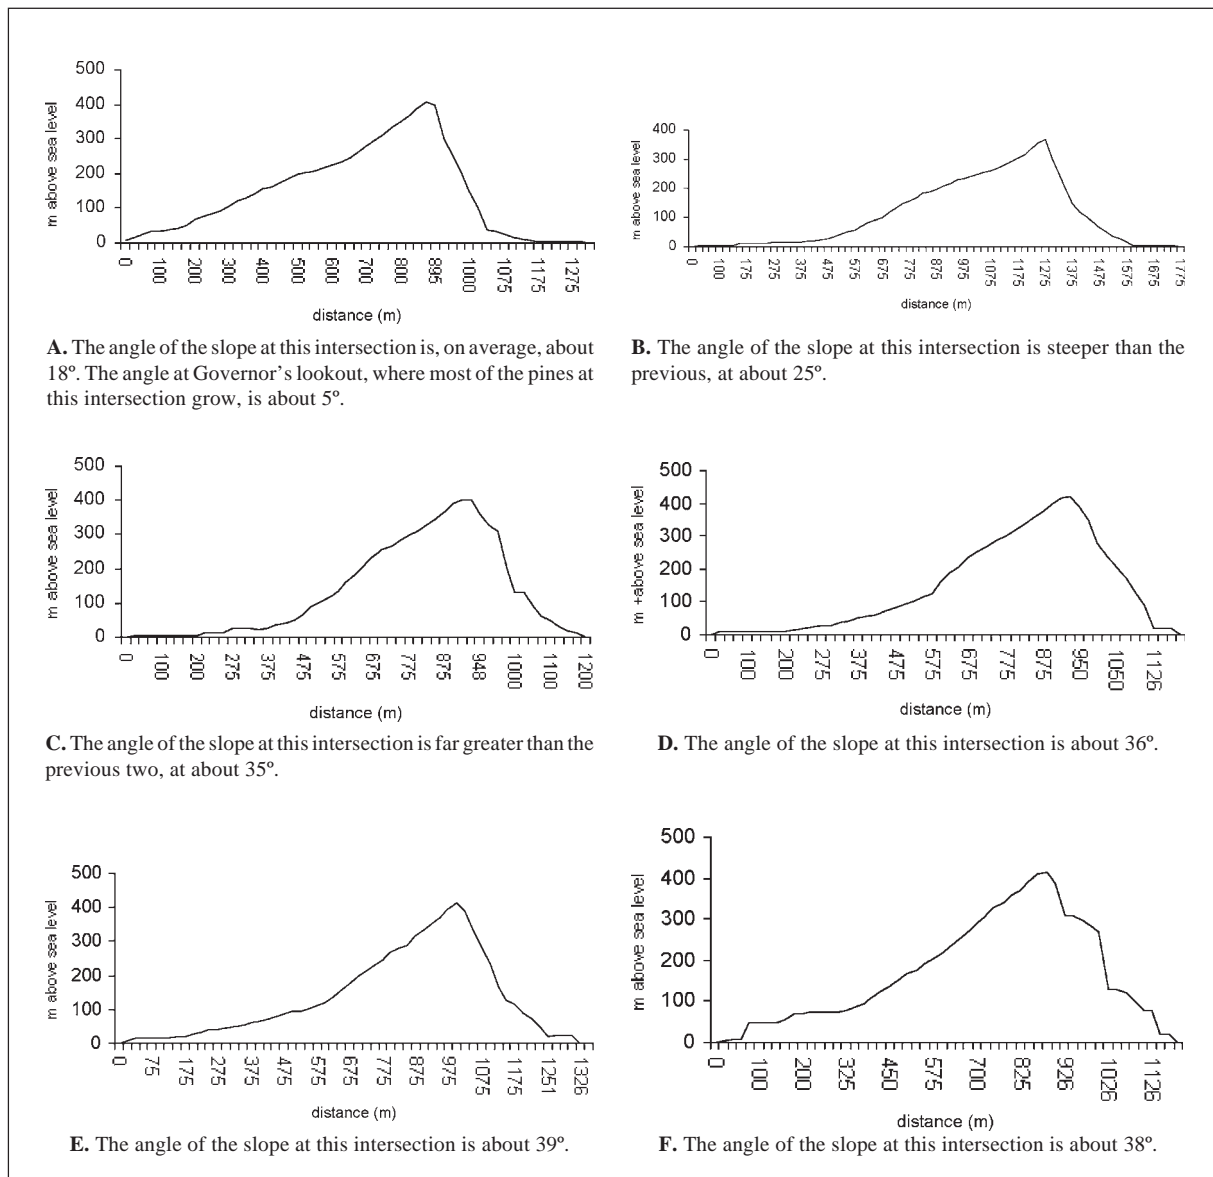 500
400
300
200
100
0
m above sea level
0 100 200 300 400 500 600 700 800 895 1000 1075 1175 1275
distance (m)
A. The angle of the slope at this intersection is, on average, about
18º. The angle at Governor's lookout, where most of the pines at
this intersection grow, is about 5º.
400
300
200
100
0
m above sea level
0 100 175 275 375 475 575 675 775 875 975 1075 1175 1275 1375 1475 1575 1675 1775
distance (m)
B. The angle of the slope at this intersection is steeper than the
previous, at about 25º.
500
400
300
200
100
0
m above sea level
0 100 200 275 375 475 575 675 775 875 948 1000 1100 1200
distance (m)
C. The angle of the slope at this intersection is far greater than the
previous two, at about 35º.
500
400
300
200
100
0
m +above sea level
0 100 200 275 375 475 575 675 775 875 950 1050 1126
distance (m)
D. The angle of the slope at this intersection is about 36º.
500
400
300
200
100
0
m above sea level
0 75 175 275 375 475 575 675 775 875 975 1075 1175 1251 1326
distance (m)
E. The angle of the slope at this intersection is about 39º.
500
400
300
200
100
0
m above sea level
0 100 200 325 450 575 700 825 926 1026 1126
distance (m)
F. The angle of the slope at this intersection is about 38º.